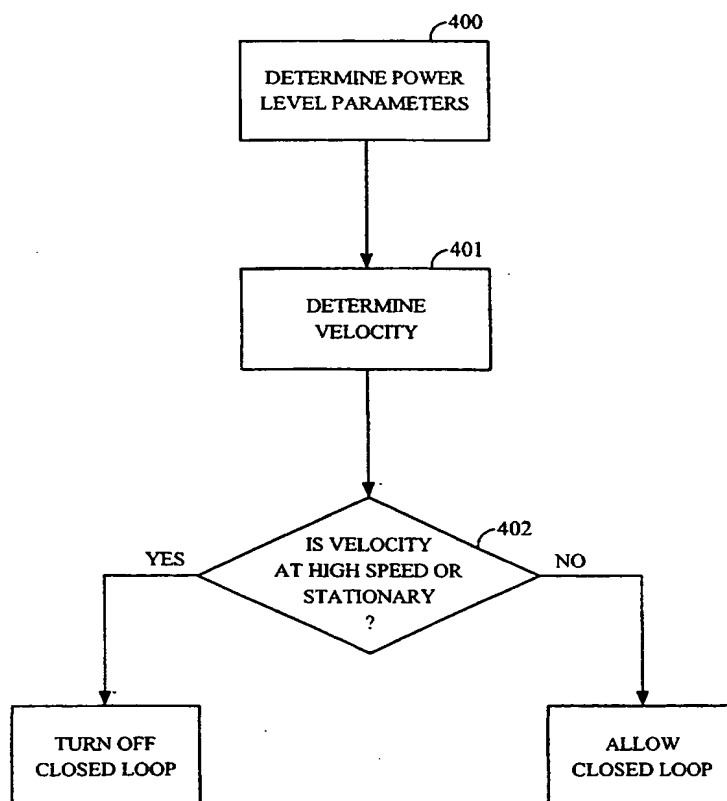 400
DETERMINE POWER
LEVEL PARAMETERS
401
DETERMINE
VELOCITY
402
IS VELOCITY
AT HIGH SPEED OR
STATIONARY
?
YES
NO
TURN OFF
CLOSED LOOP
ALLOW
CLOSED LOOP